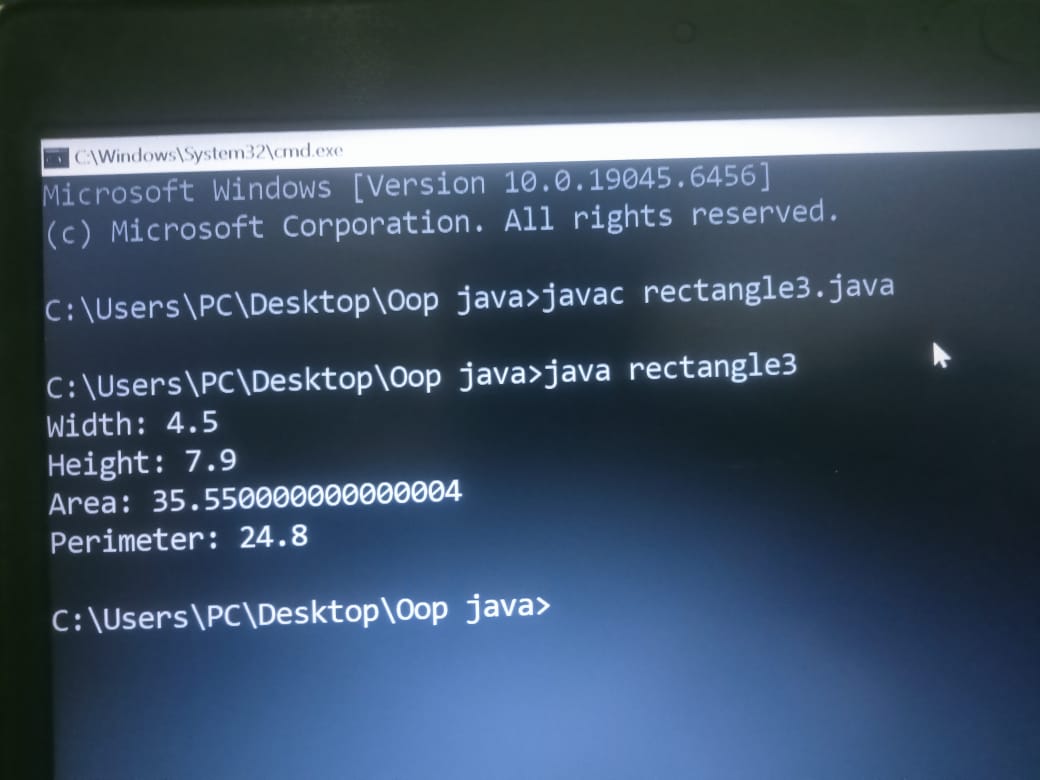 C:\Windows\System32\cmd.exe
Microsoft Windows [Version 10.0.19045.6456]
(c) Microsoft Corporation. All rights reserved.
C:\Users\PC\Desktop\Oop java>javac rectangle3.java
C:\Users\PC\Desktop\Oop java>java rectangle3
Width: 4.5
Height: 7.9
Area: 35.550000000000004
Perimeter: 24.8
C:\Users\PC\Desktop\Oop java>